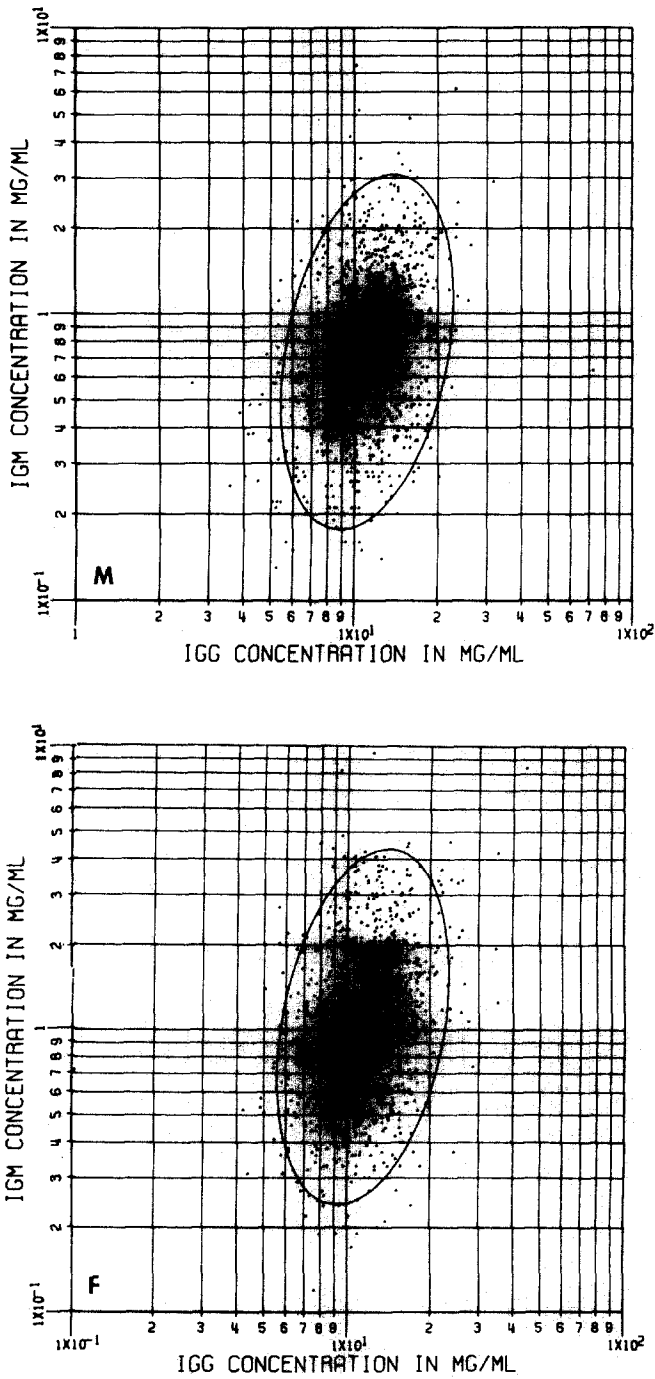 1X10¹
9
8
7
6
5
4
3
2
1
9
8
7
6
5
4
3
2
1X10⁻¹
IGM CONCENTRATION IN MG/ML
M
1 2 3 4 5 6 7 8 9 1X10¹ 2 3 4 5 6 7 8 9 1X10²
IGG CONCENTRATION IN MG/ML
1X10¹
9
8
7
6
5
4
3
2
1
9
8
7
6
5
4
3
2
1X10⁻¹
IGM CONCENTRATION IN MG/ML
F
1X10⁻¹ 2 3 4 5 6 7 8 9 1X10¹ 2 3 4 5 6 7 8 9 1X10²
IGG CONCENTRATION IN MG/ML